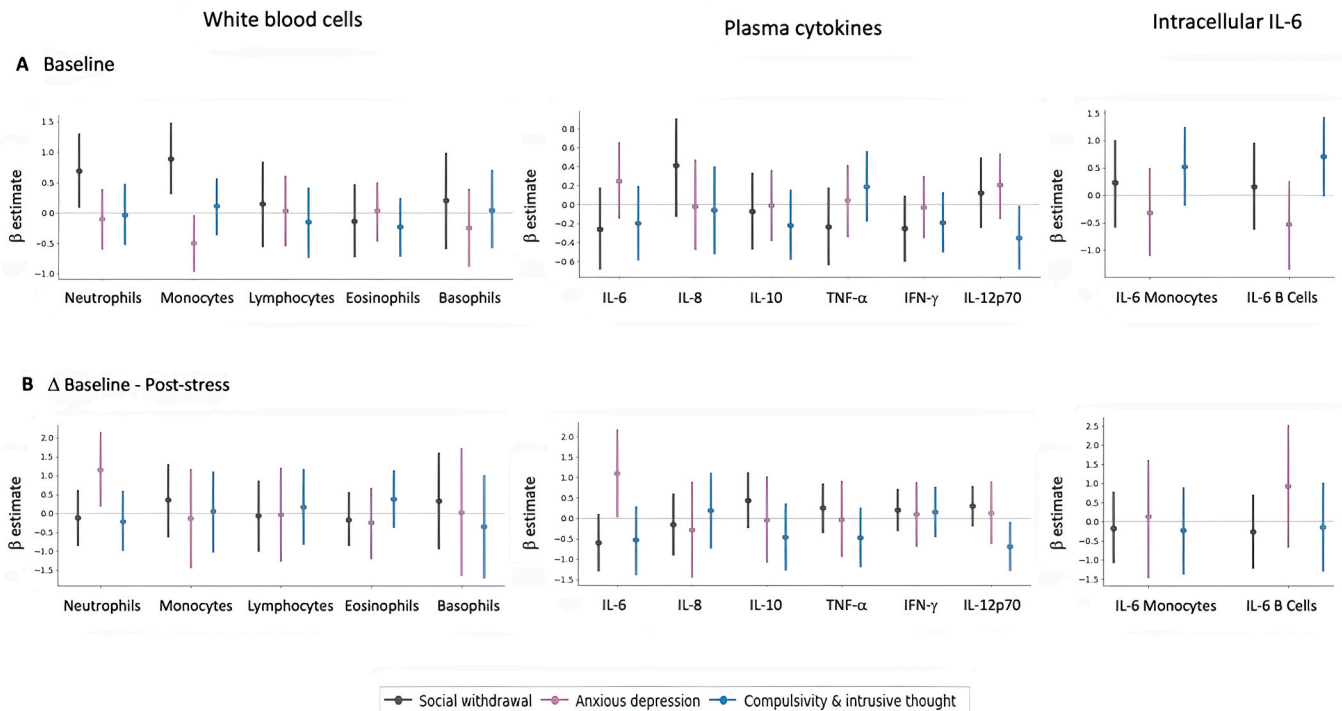 White blood cells
Plasma cytokines
Intracellular IL-6
A Baseline
β estimate
1.5
1.0
0.5
0.0
−0.5
−1.0
Neutrophils Monocytes Lymphocytes Eosinophils Basophils
β estimate
0.8
0.6
0.4
0.2
0.0
−0.2
−0.4
−0.6
IL-6 IL-8 IL-10 TNF-α IFN-γ IL-12p70
β estimate
1.5
1.0
0.5
0.0
−0.5
−1.0
IL-6 Monocytes IL-6 B Cells
B Δ Baseline - Post-stress
β estimate
2.0
1.5
1.0
0.5
0.0
−0.5
−1.0
−1.5
Neutrophils Monocytes Lymphocytes Eosinophils Basophils
β estimate
2.0
1.5
1.0
0.5
0.0
−0.5
−1.0
−1.5
IL-6 IL-8 IL-10 TNF-α IFN-γ IL-12p70
β estimate
2.5
2.0
1.5
1.0
0.5
0.0
−0.5
−1.0
−1.5
IL-6 Monocytes IL-6 B Cells
Social withdrawal Anxious depression Compulsivity & intrusive thought